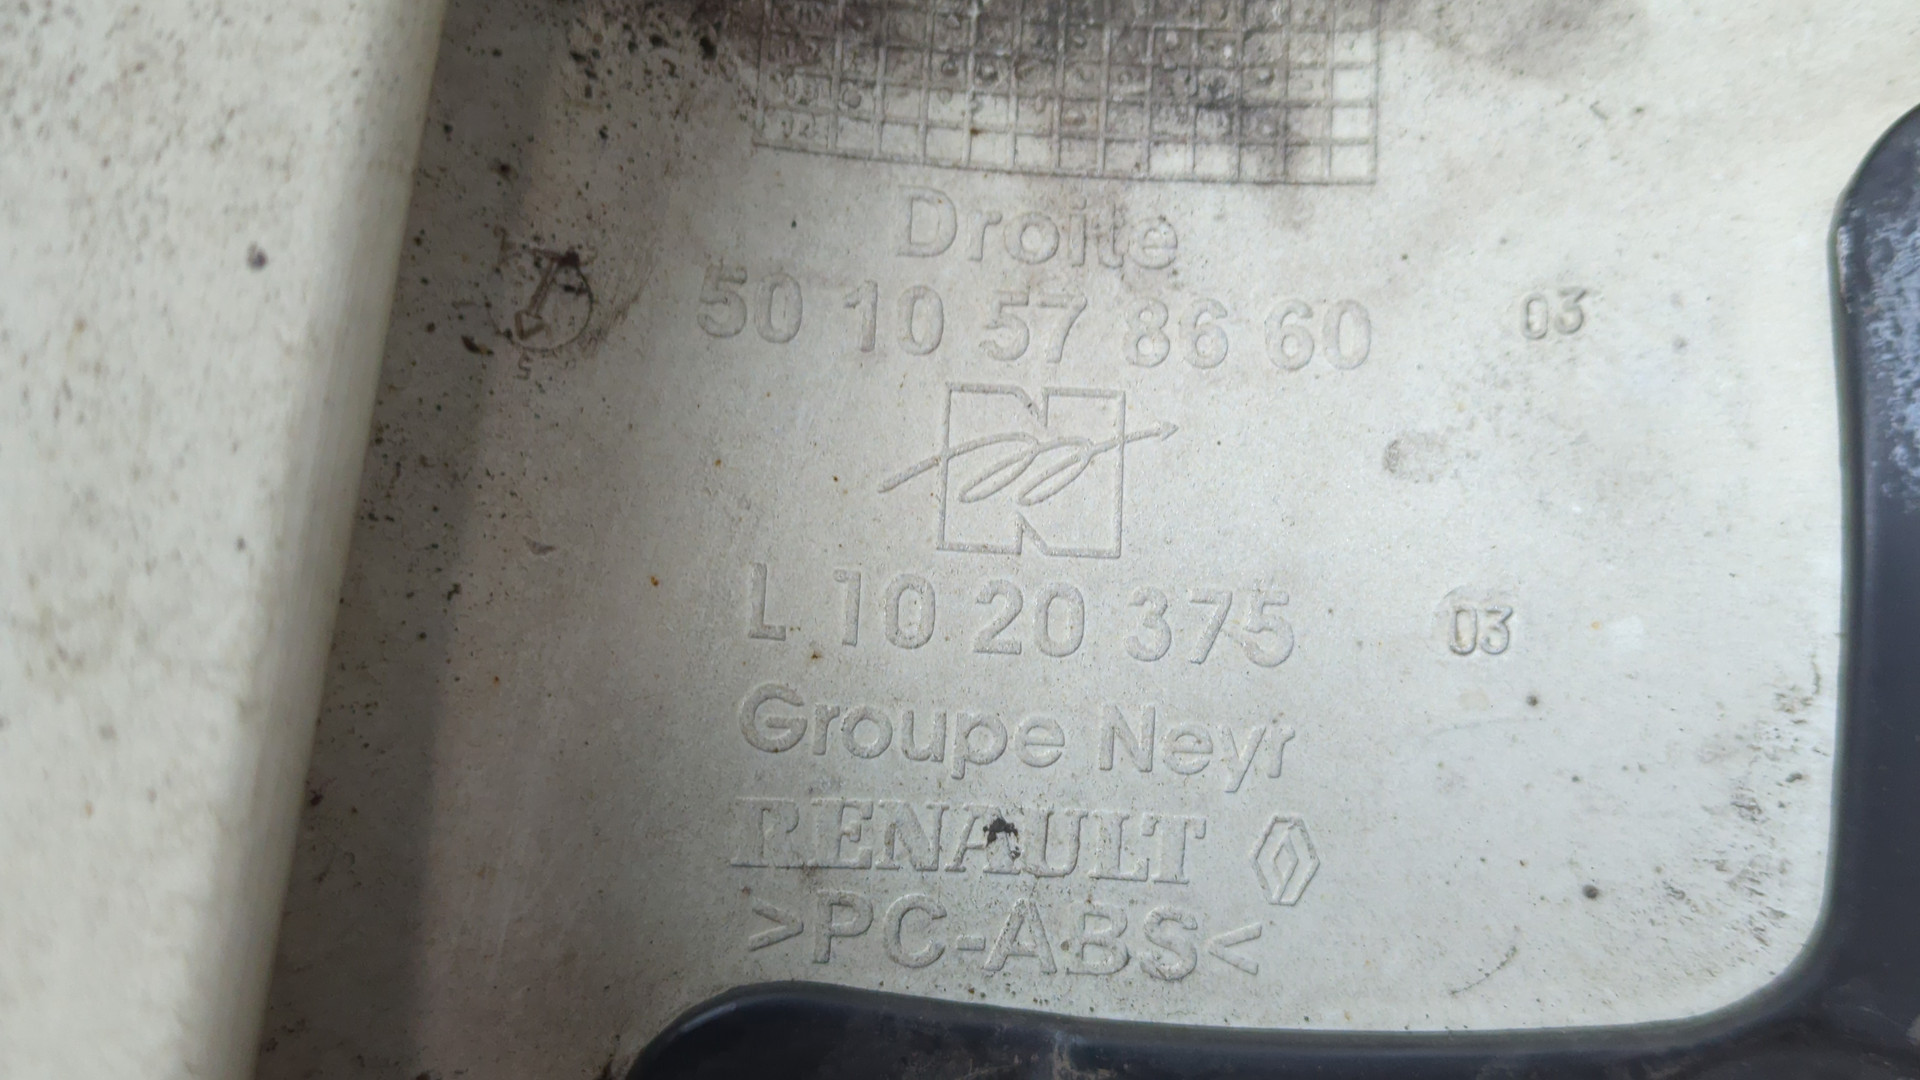 Droite
50 10 57 86 60 03
L 10 20 375 03
Groupe Neyr
RENAULT
>PC-ABS<